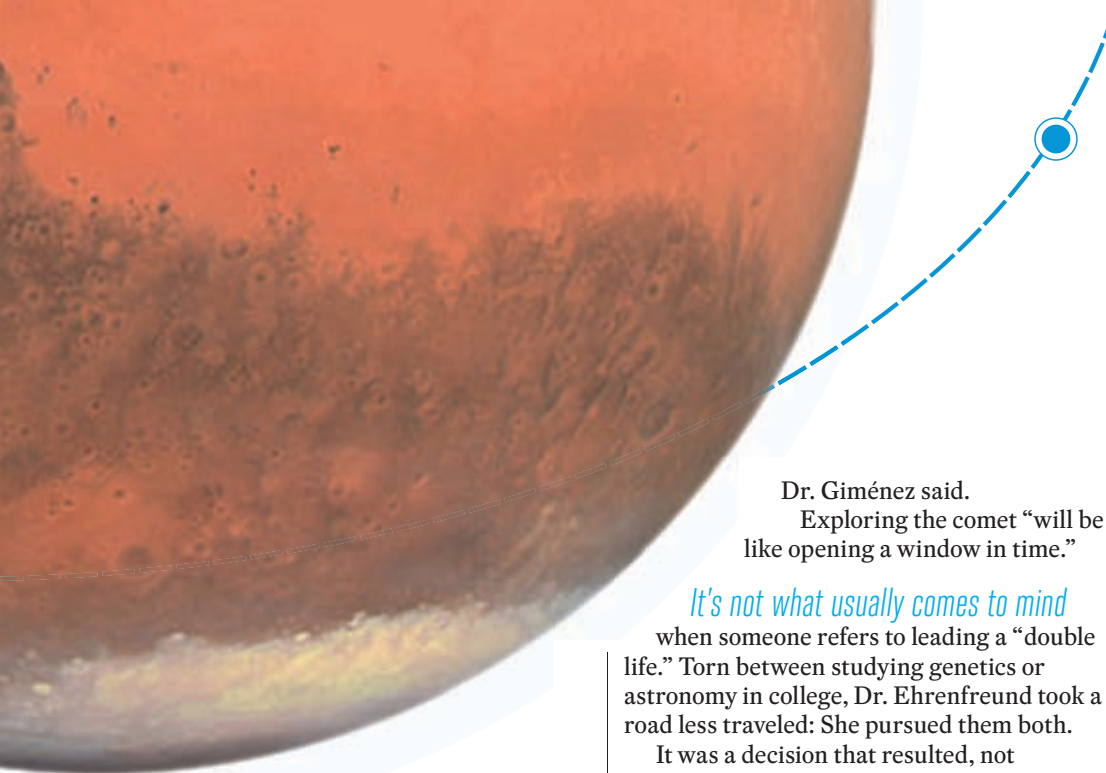 Dr. Giménez said.
Exploring the comet “will be
like opening a window in time.”
It's not what usually comes to mind
when someone refers to leading a “double
life.” Torn between studying genetics or
astronomy in college, Dr. Ehrenfreund took a
road less traveled: She pursued them both.
It was a decision that resulted, not